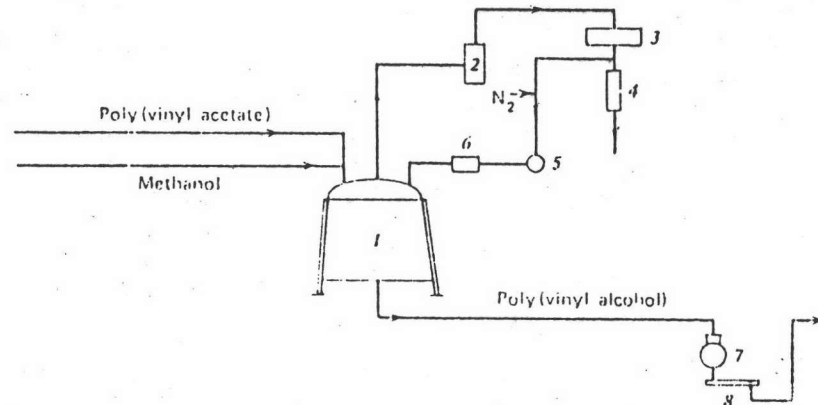 2
3
4
N₂
Poly(vinyl acetate)
6
5
Methanol
1
Poly(vinyl alcohol)
7
8